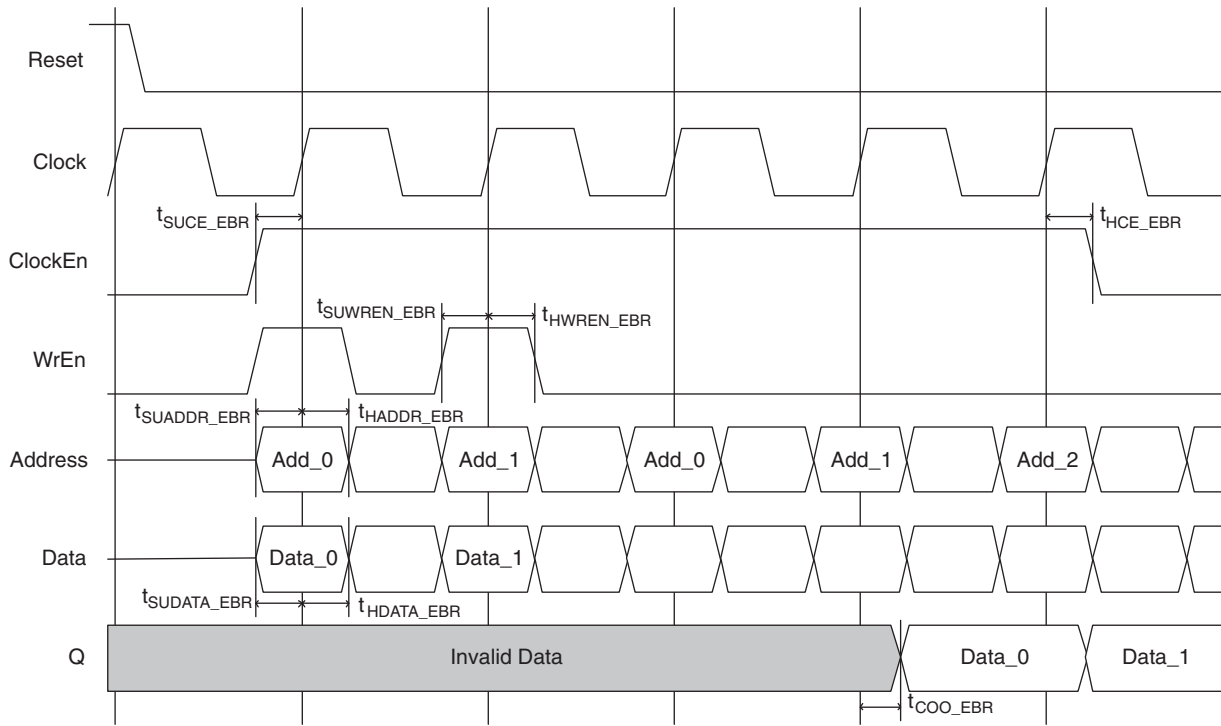 Reset
Clock
tSUCE_EBR
tHCE_EBR
ClockEn
tSUWREN_EBR
tHWREN_EBR
WrEn
tSUADDR_EBR
tHADDR_EBR
Address
Add_0
Add_1
Add_0
Add_1
Add_2
Data
Data_0
Data_1
tSUDATA_EBR
tHDATA_EBR
Q
Invalid Data
Data_0
Data_1
tCOO_EBR